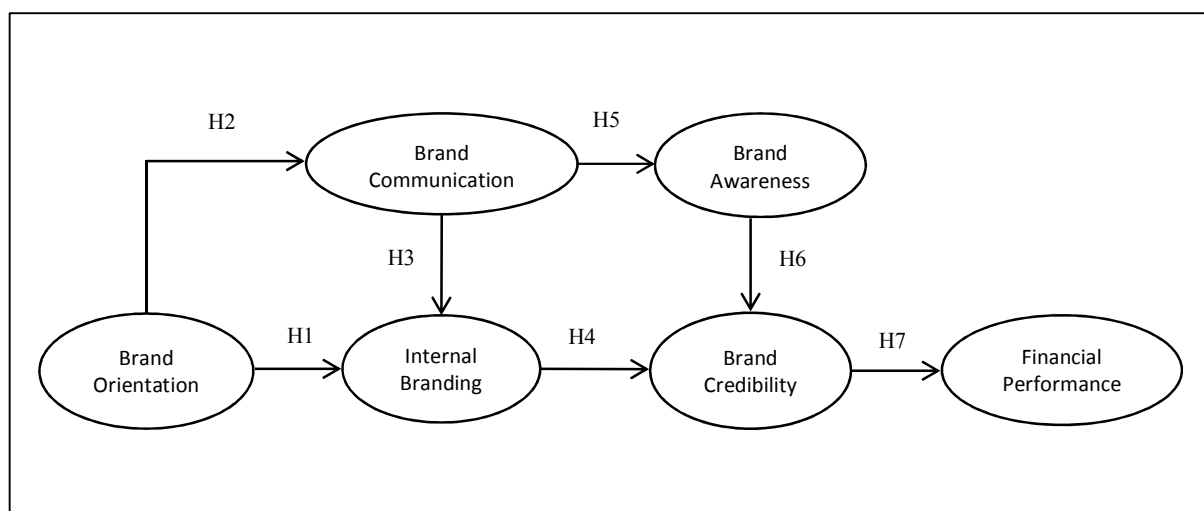 H2
H5
Brand
Communication
Brand
Awareness
H3
H6
H1
H4
H7
Brand
Orientation
Internal
Branding
Brand
Credibility
Financial
Performance